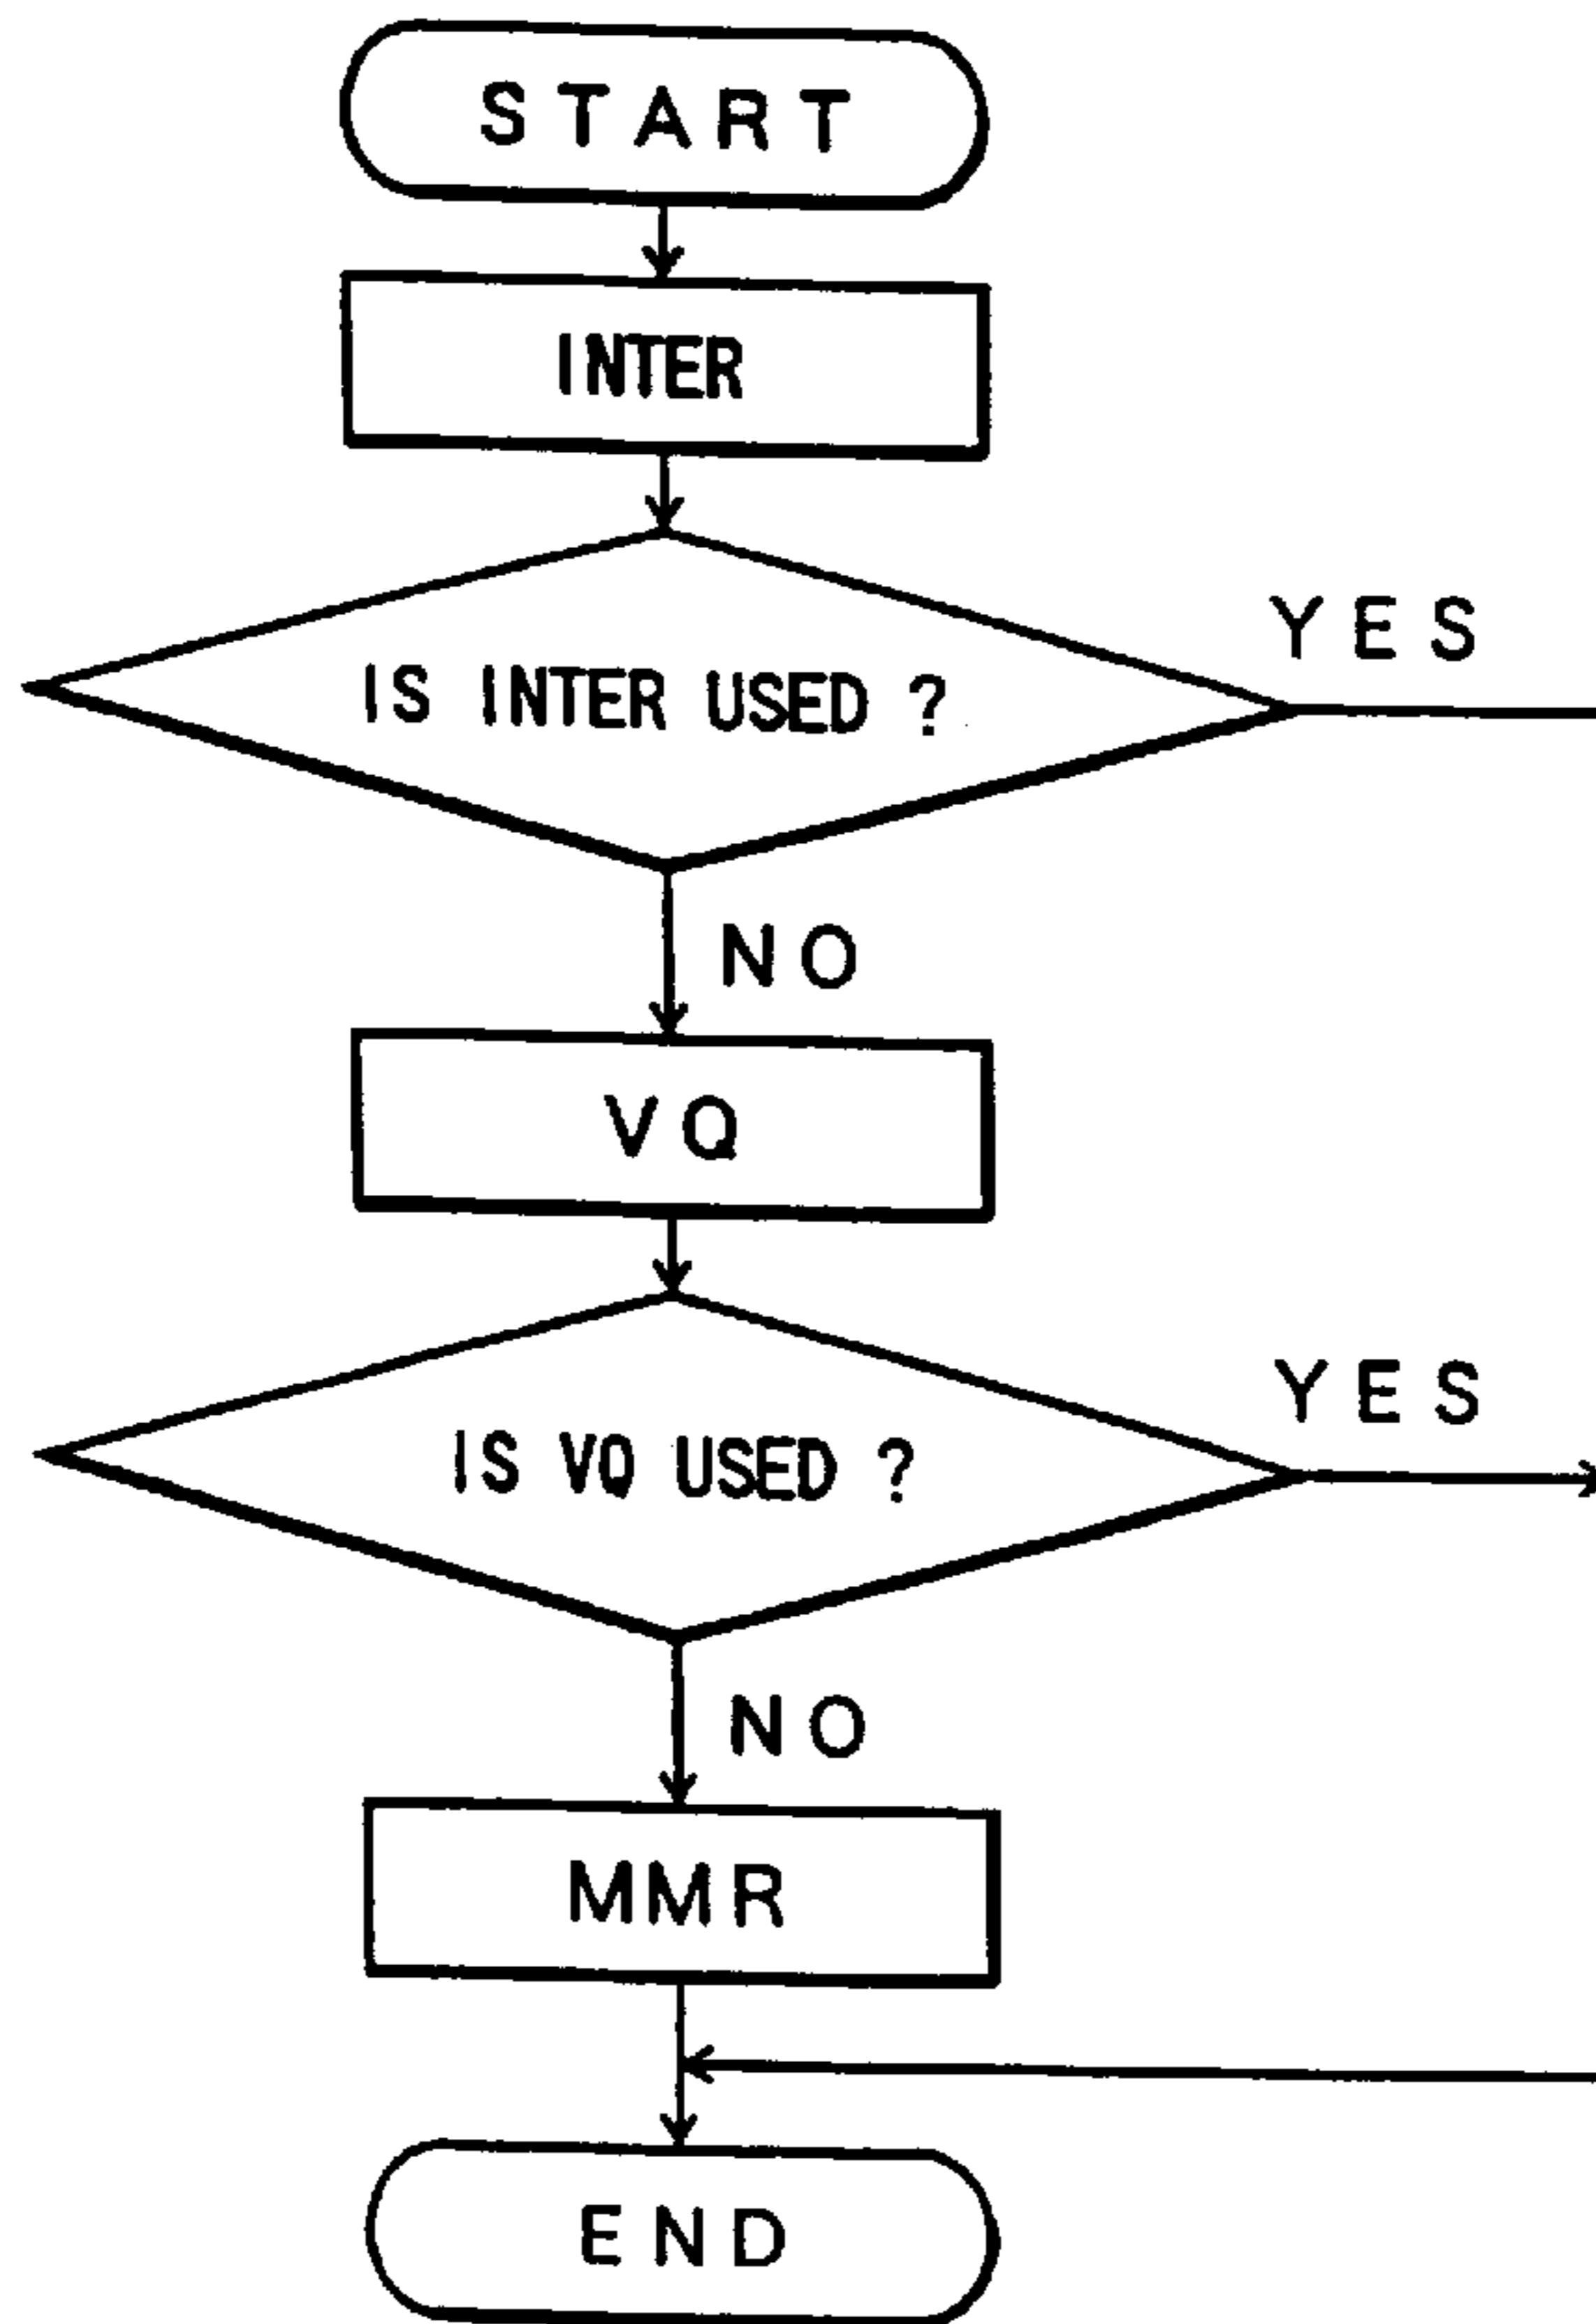 START
INTER
YES
IS INTER USED ?
NO
VQ
YES
IS VQ USED ?
NO
MMR
END